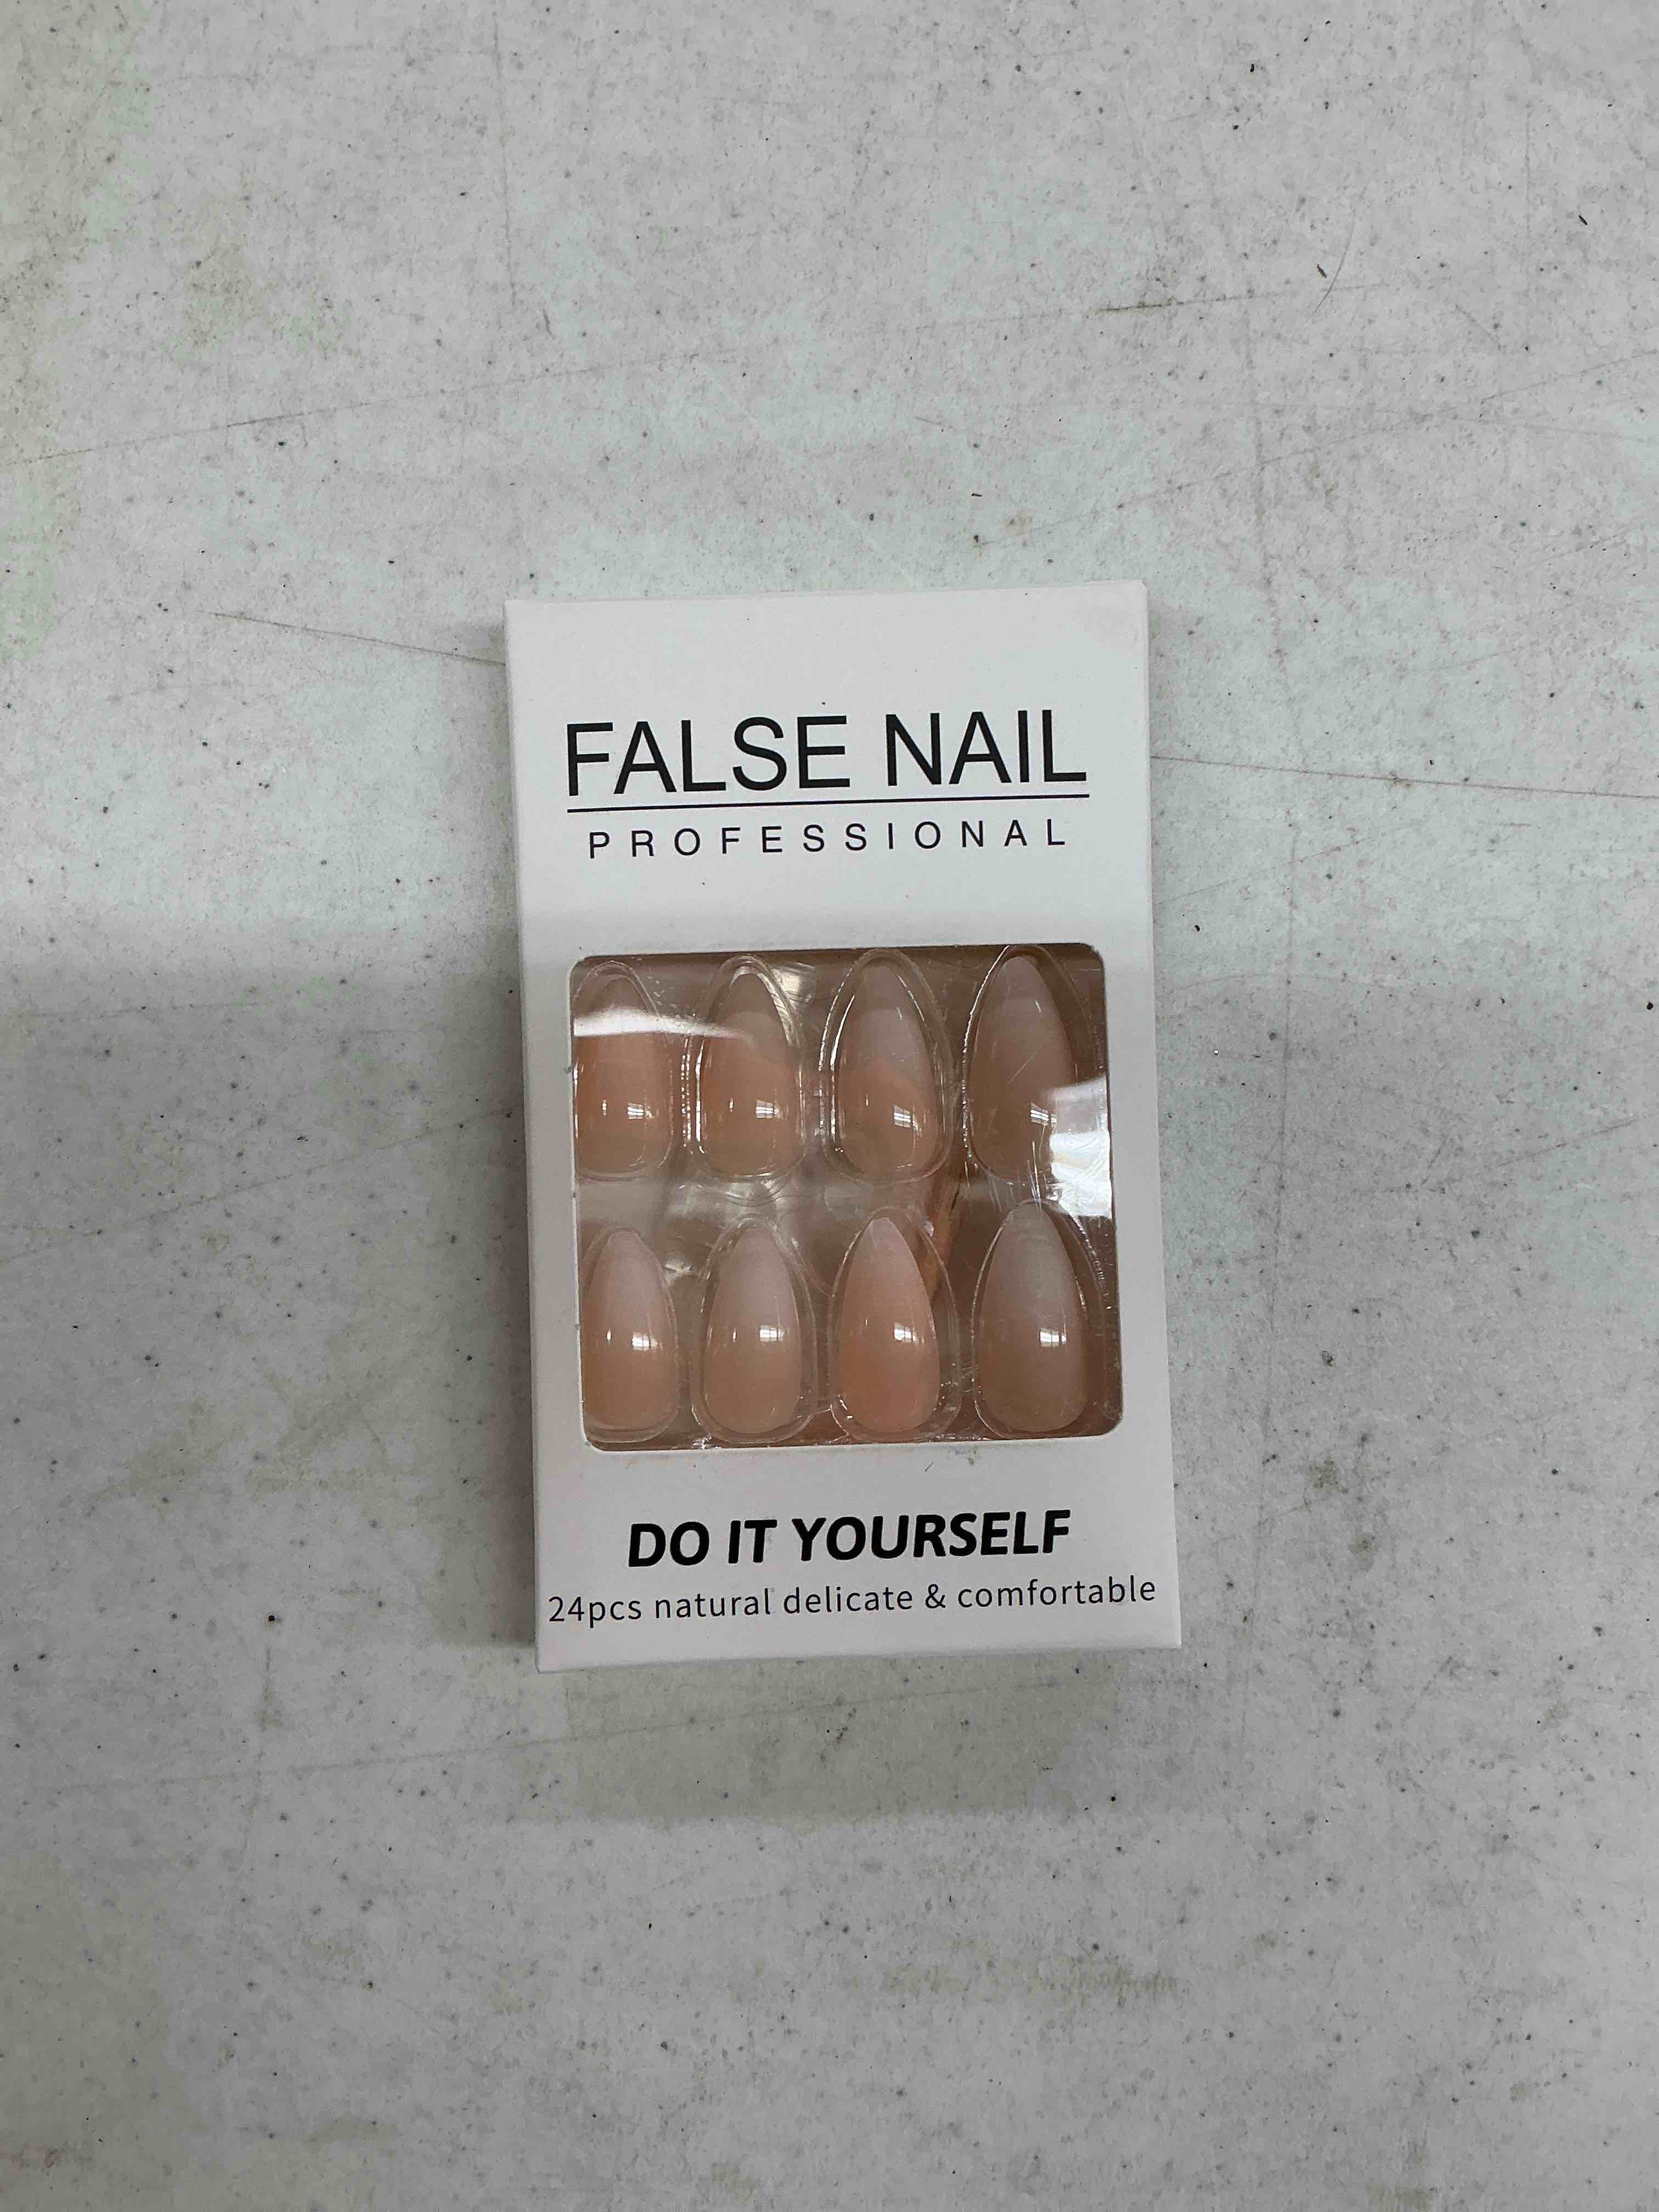 FALSE NAIL
PROFESSIONAL
DO IT YOURSELF
24pcs natural delicate & comfortable